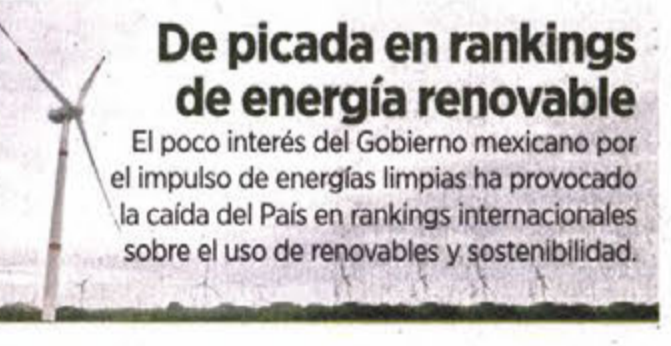 De picada en rankings
de energía renovable
El poco interés del Gobierno mexicano por
el impulso de energías limpias ha provocado
la caída del País en rankings internacionales
sobre el uso de renovables y sostenibilidad.